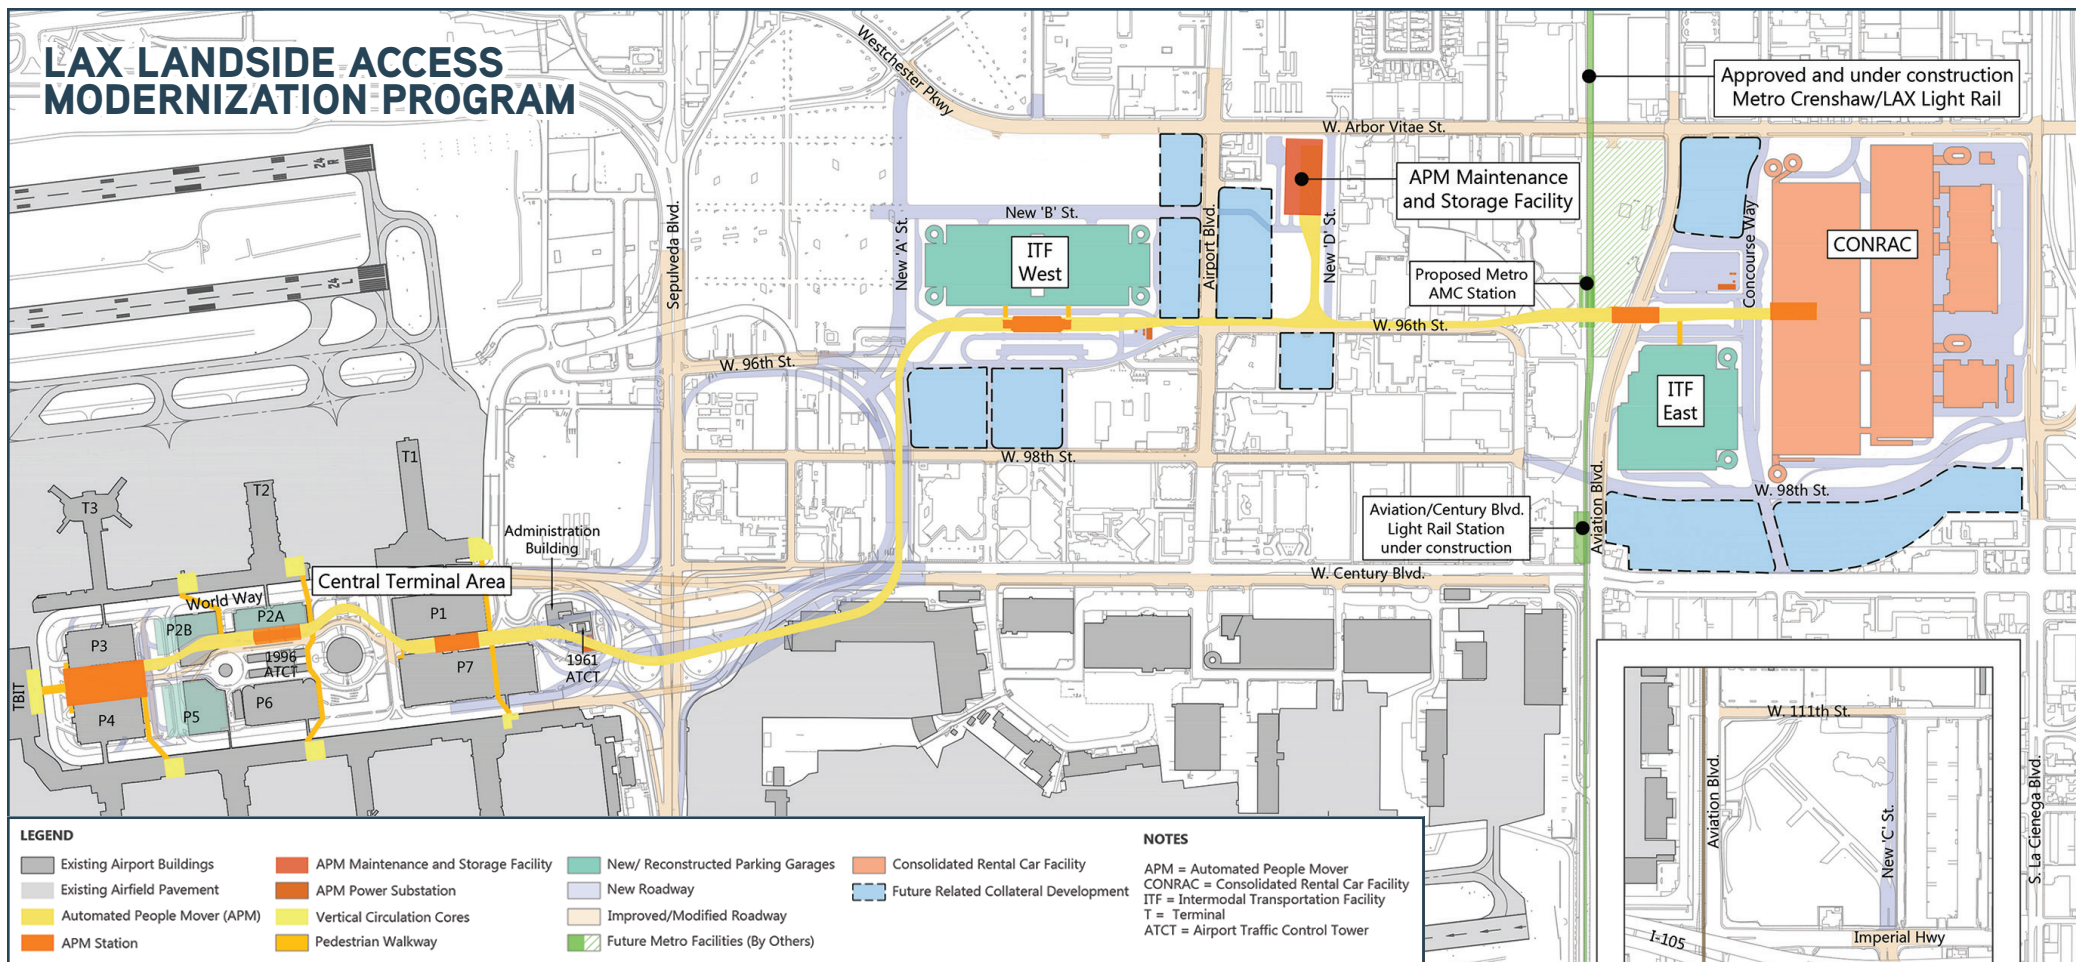 LAX LANDSIDE ACCESS
MODERNIZATION PROGRAM
Westchester Pkwy
Approved and under construction
Metro Crenshaw/LAX Light Rail
W. Arbor Vitae St.
24
R
24
L
Sepulveda Blvd.
New 'A' St.
New 'B' St.
ITF
West
Airport Blvd.
APM Maintenance
and Storage Facility
New 'D' St.
Proposed Metro
AMC Station
Concourse Way
CONRAC
W. 96th St.
W. 96th St.
ITF
East
W. 98th St.
W. 98th St.
Aviation Blvd.
Aviation/Century Blvd.
Light Rail Station
under construction
W. Century Blvd.
T1
T2
T3
Administration
Building
Central Terminal Area
World Way
P1
P2A
P2B
P3
P7
1996
ATCT
1961
ATCT
TBIT
P4
P5
P6
W. 111th St.
Aviation Blvd.
New 'C' St.
S. La Cienega Blvd.
I-105
Imperial Hwy
LEGEND
Existing Airport Buildings
Existing Airfield Pavement
Automated People Mover (APM)
APM Station
APM Maintenance and Storage Facility
APM Power Substation
Vertical Circulation Cores
Pedestrian Walkway
New/ Reconstructed Parking Garages
New Roadway
Improved/Modified Roadway
Future Metro Facilities (By Others)
Consolidated Rental Car Facility
Future Related Collateral Development
NOTES
APM = Automated People Mover
CONRAC = Consolidated Rental Car Facility
ITF = Intermodal Transportation Facility
T = Terminal
ATCT = Airport Traffic Control Tower